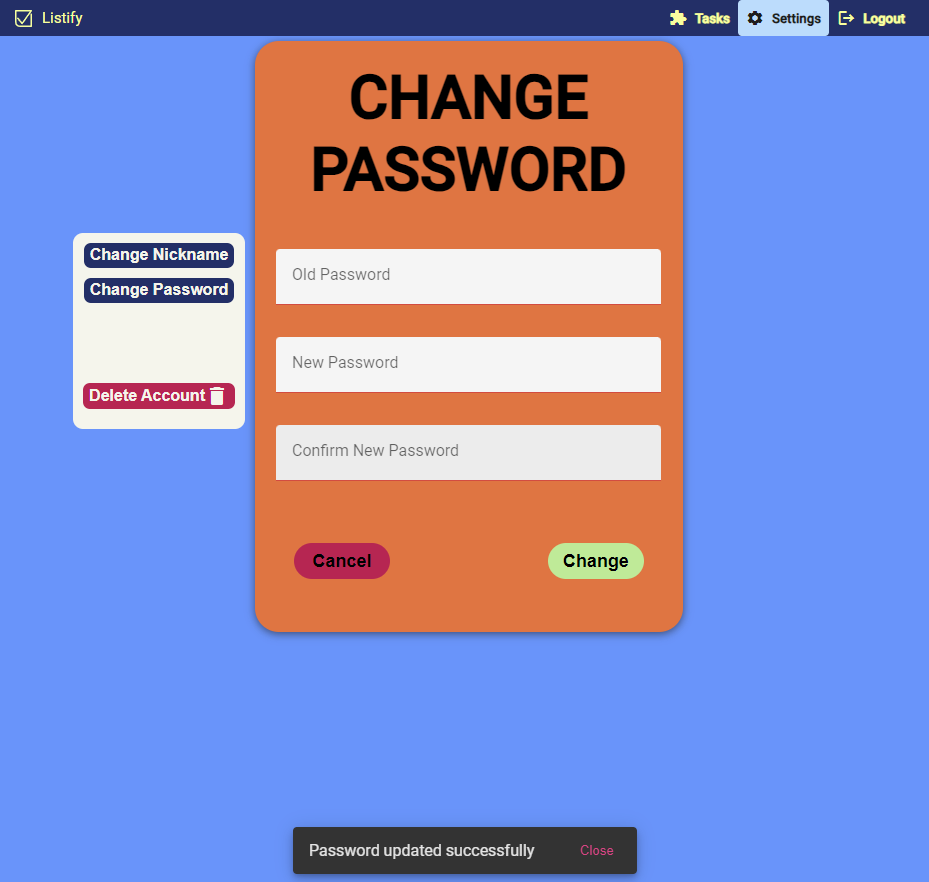 Listify
Tasks
Settings
Logout
CHANGE
PASSWORD
Change Nickname
Change Password
Delete Account
Old Password
New Password
Confirm New Password
Cancel
Change
Password updated successfully
Close